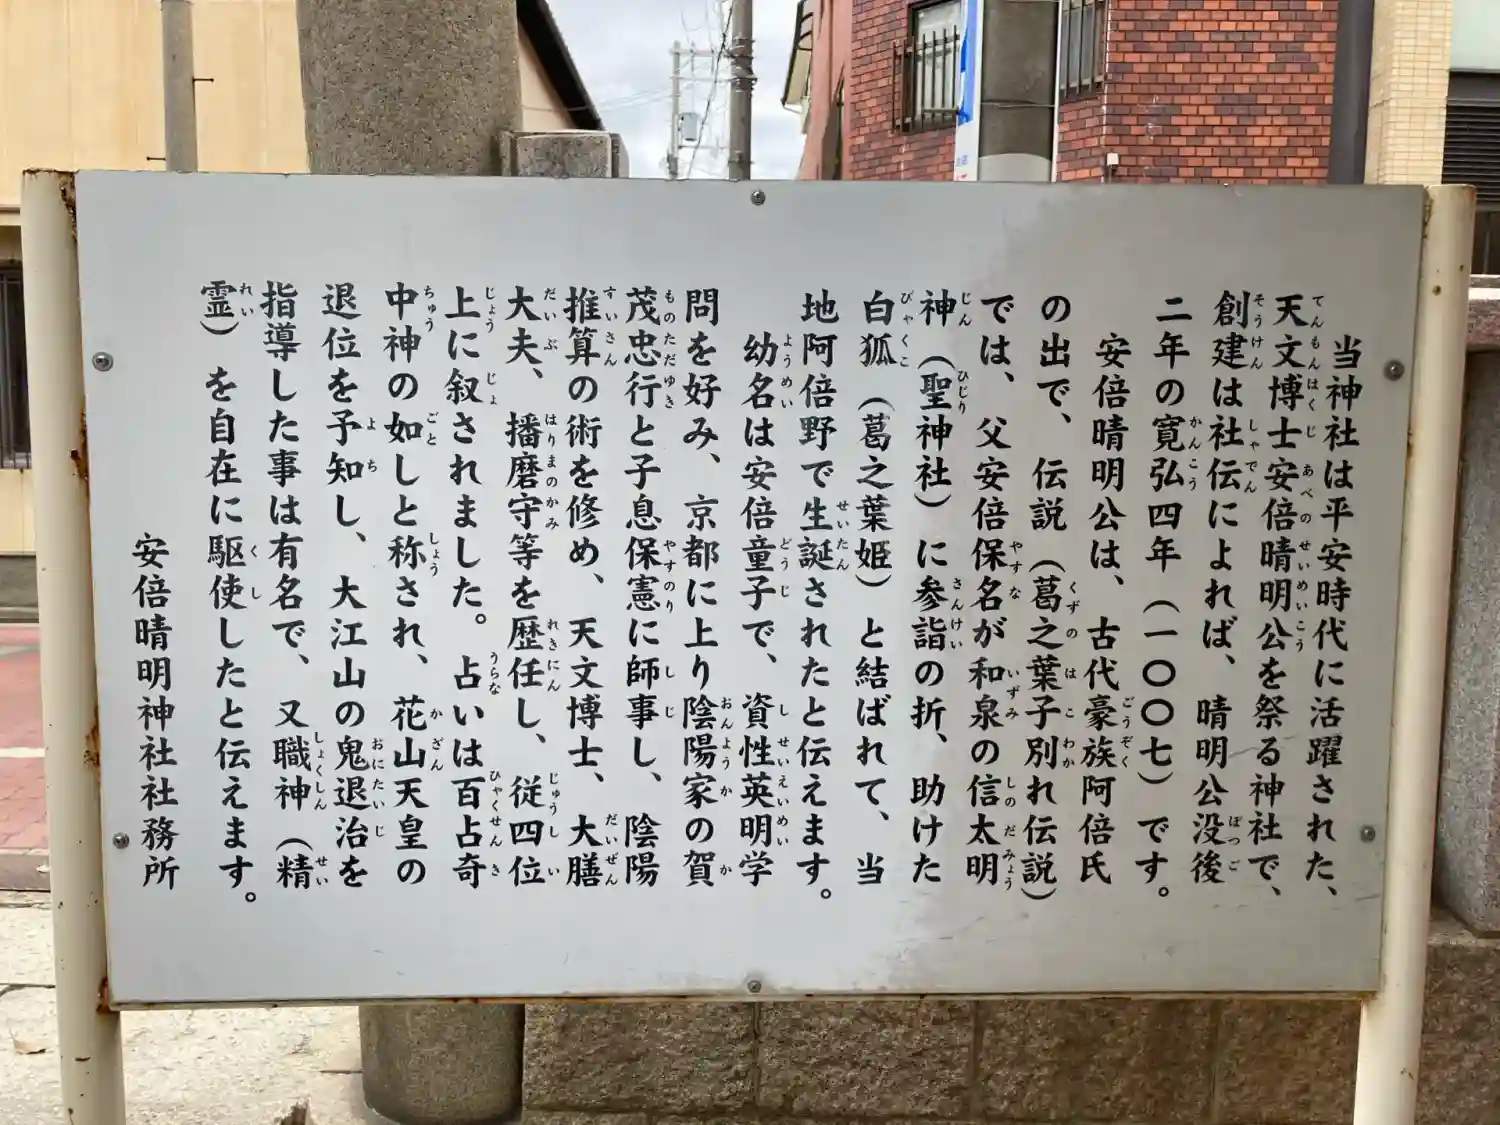 当神社は平安時代に活躍された、
天文博士安倍晴明公を祭る神社で、
創建は社伝によれば、晴明公没後
二年の寛弘四年（一〇〇七）です。
安倍晴明公は、古代豪族阿倍氏
の出で、伝説（葛之葉子別れ伝説）
では、父安倍保名が和泉の信太明
神（聖神社）に参詣の折、助けた
白狐（葛之葉姫）と結ばれて、当
地阿倍野で生誕されたと伝えます。
幼名は安倍童子で、資性英明学
問を好み、京都に上り陰陽家の賀
茂忠行と子息保憲に師事し、陰陽
推算の術を修め、天文博士、大膳
大夫、播磨守等を歴任し、従四位
上に叙されました。占いは百占奇
中神の如しと称され、花山天皇の
退位を予知し、大江山の鬼退治を
指導した事は有名で、又職神（精
霊）を自在に駆使したと伝えます。
安倍晴明神社社務所